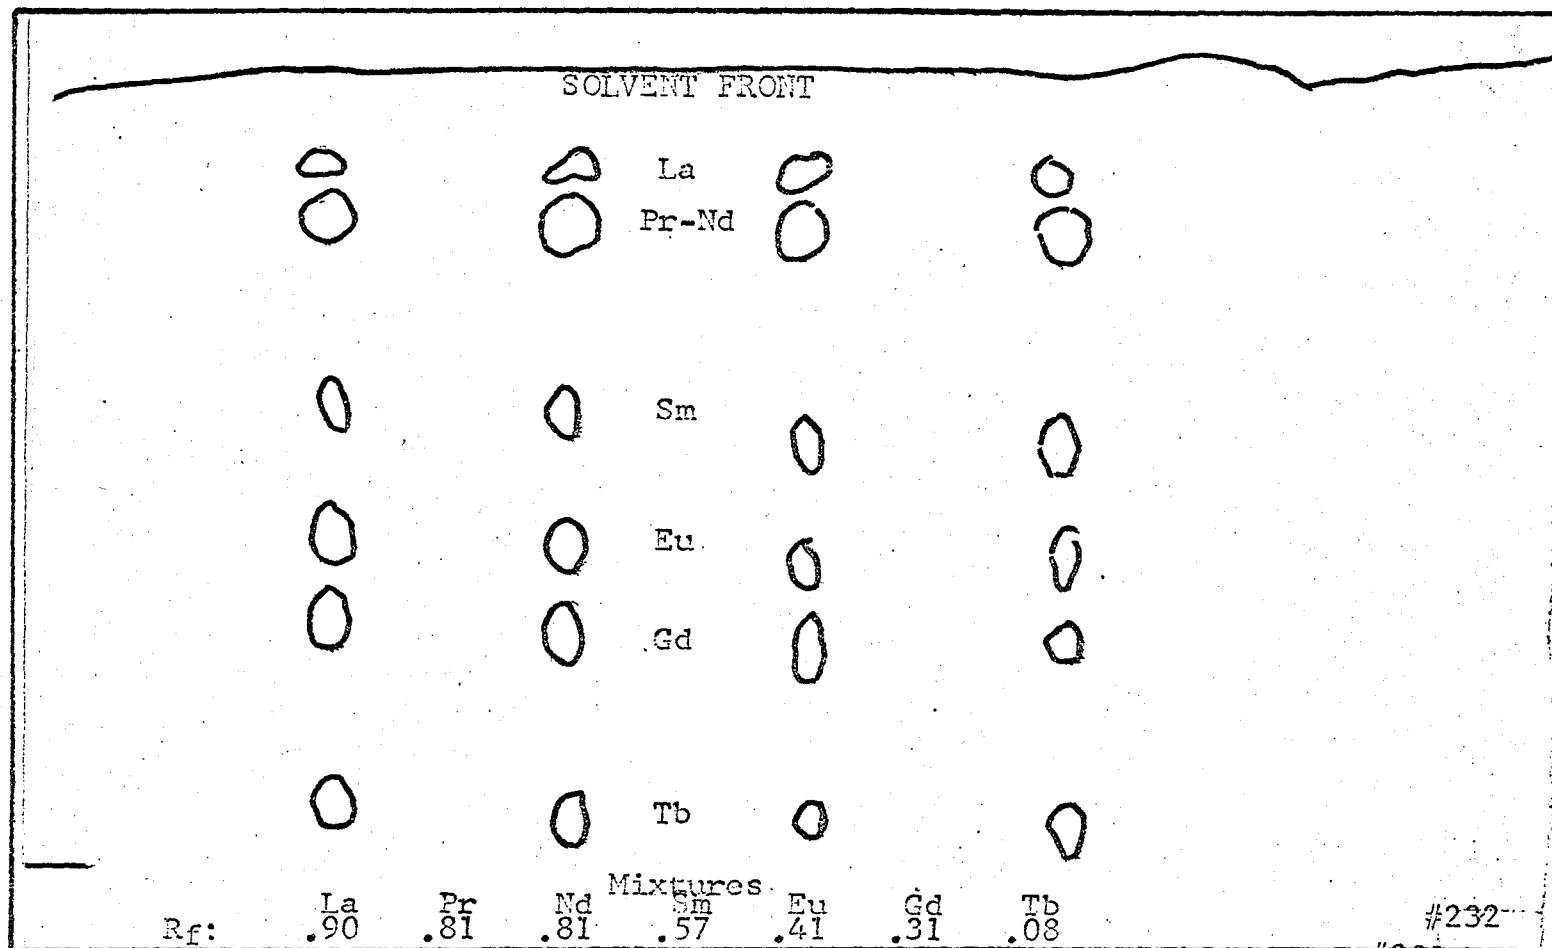 SOLVENT FRONT
La
Pr-Nd
Sm
Eu
Gd
Tb
Mixtures
La Pr Nd Sm Eu Gd Tb
Rf: .90 .81 .81 .57 .41 .31 .08 #232